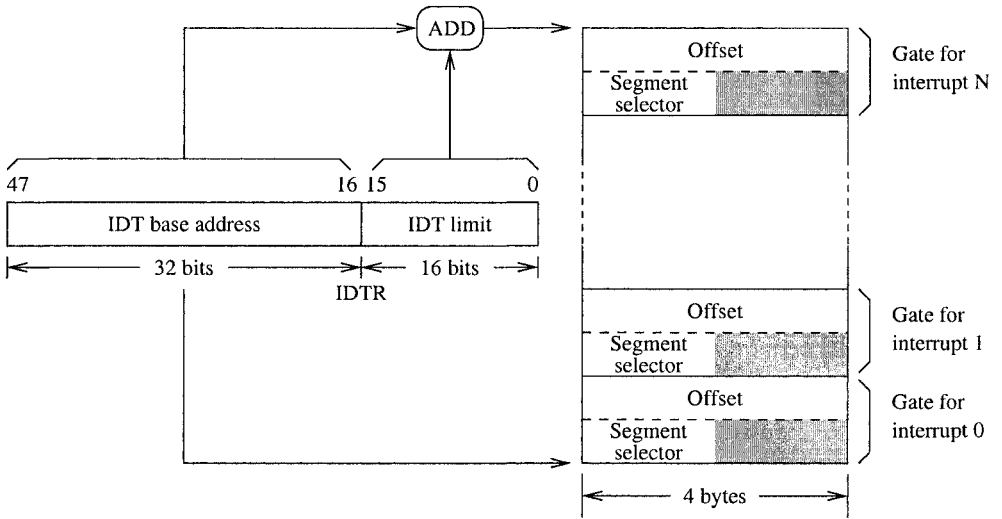 ADD
Offset
Segment
selector
Gate for
interrupt N
47
16
15
0
IDT base address
IDT limit
32 bits
16 bits
IDTR
Offset
Segment
selector
Gate for
interrupt 1
Offset
Segment
selector
Gate for
interrupt 0
4 bytes